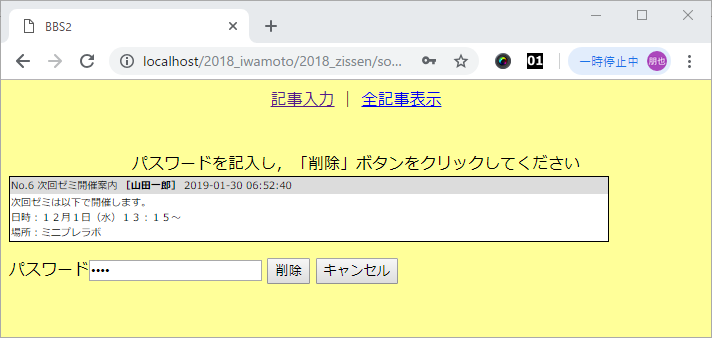 BBS2
localhost/2018_iwamoto/2018_zissen/so...
01
一時停止中
朋也
記事入力 | 全記事表示
パスワードを記入し，「削除」ボタンをクリックしてください
No.6 次回ゼミ開催案内 【山田一郎】 2019-01-30 06:52:40
次回ゼミは以下で開催します。
日時：１２月１日（水）１３：１５～
場所：ミニプレラボ
パスワード •••• 削除 キャンセル